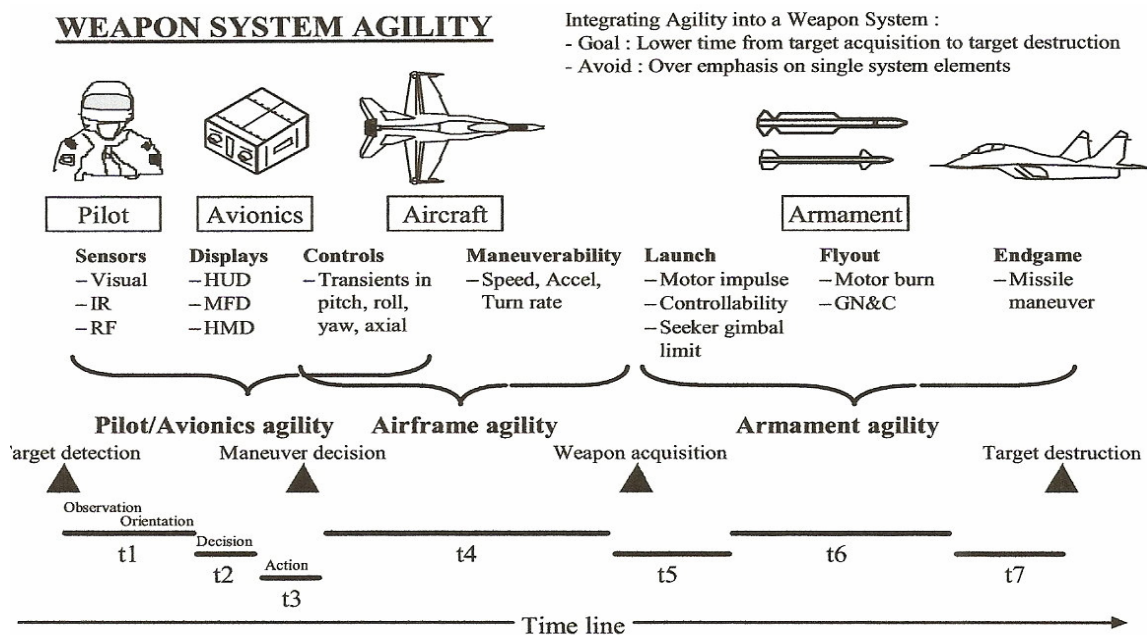 WEAPON SYSTEM AGILITY
Integrating Agility into a Weapon System :
- Goal : Lower time from target acquisition to target destruction
- Avoid : Over emphasis on single system elements
Pilot
Avionics
Aircraft
Armament
Sensors
–Visual
–IR
–RF
Displays
–HUD
–MFD
–HMD
Controls
–Transients in
pitch, roll,
yaw, axial
Maneuverability
–Speed, Accel,
Turn rate
Launch
–Motor impulse
–Controllability
–Seeker gimbal
limit
Flyout
–Motor burn
–GN&C
Endgame
–Missile
maneuver
Pilot/Avionics agility
Airframe agility
Armament agility
Target detection
Maneuver decision
Weapon acquisition
Target destruction
Observation
Orientation
t1
Decision
t2
Action
t3
t4
t5
t6
t7
Time line